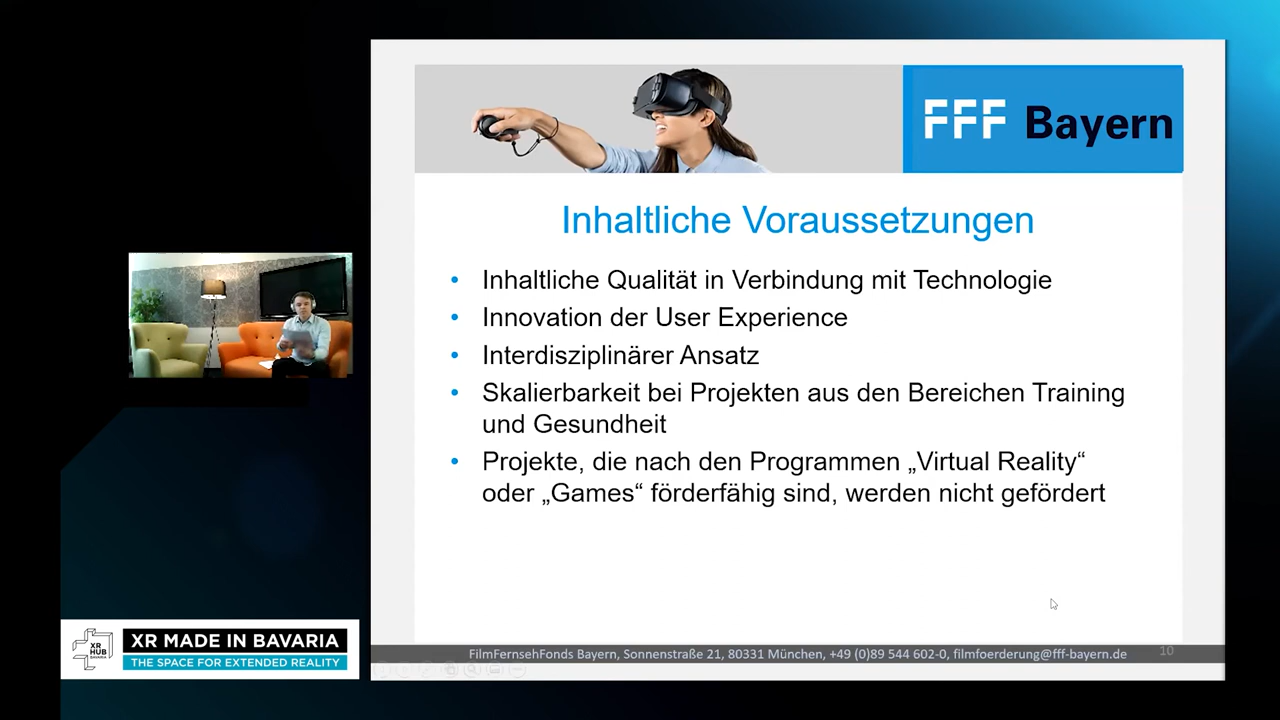 FFF Bayern
Inhaltliche Voraussetzungen
• Inhaltliche Qualität in Verbindung mit Technologie
• Innovation der User Experience
• Interdisziplinärer Ansatz
• Skalierbarkeit bei Projekten aus den Bereichen Training
und Gesundheit
• Projekte, die nach den Programmen „Virtual Reality“
oder „Games“ förderfähig sind, werden nicht gefördert
FilmFernsehFonds Bayern, Sonnenstraße 21, 80331 München, +49 (0)89 544 602-0, filmfoerderung@fff-bayern.de
10
XR
HUB
BAVARIA
XR MADE IN BAVARIA
THE SPACE FOR EXTENDED REALITY